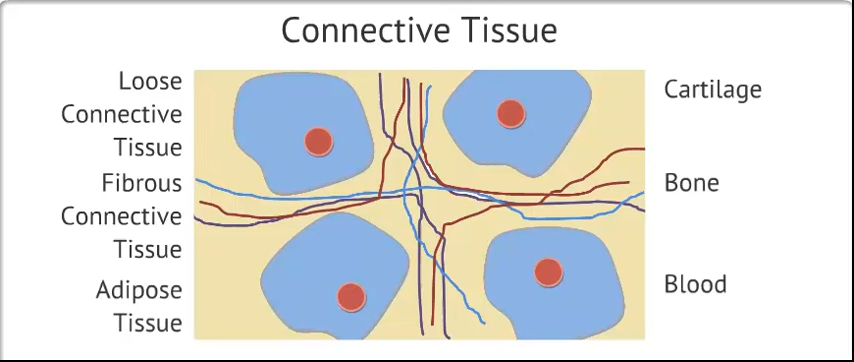 Connective Tissue
Loose
Connective
Tissue
Fibrous
Connective
Tissue
Adipose
Tissue
Cartilage
Bone
Blood